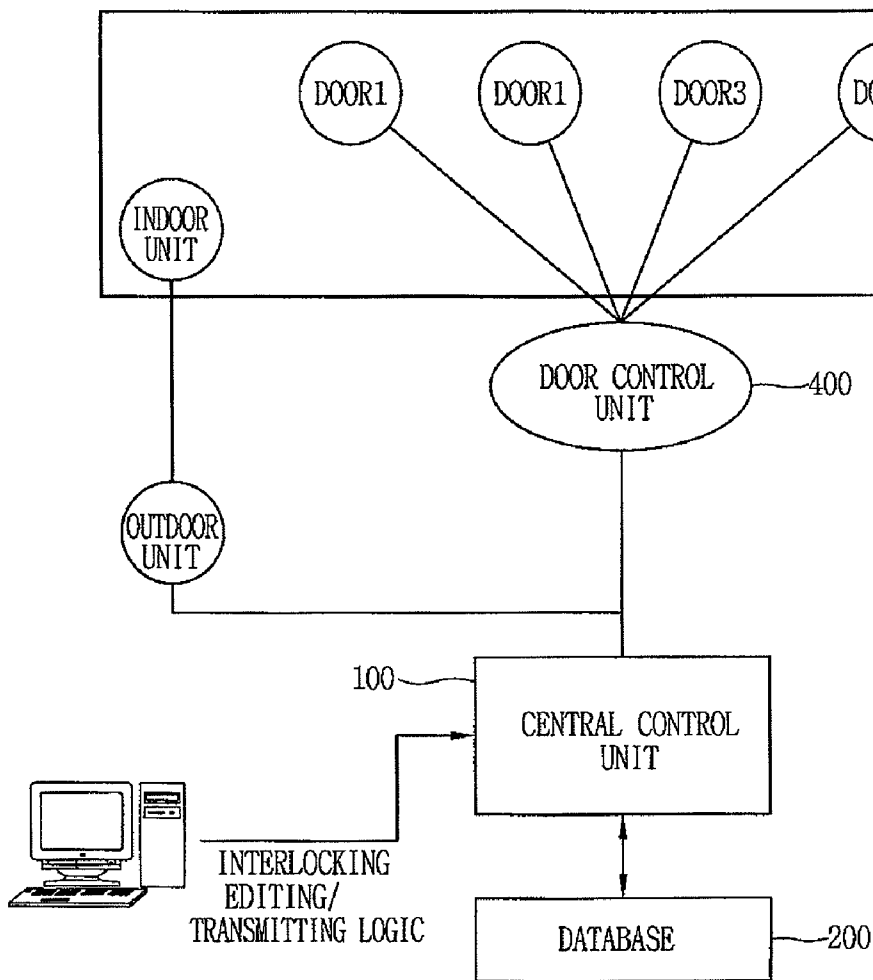 DOOR1 DOOR1 DOOR3
INDOOR
UNIT
DOOR CONTROL
UNIT
400
OUTDOOR
UNIT
100
CENTRAL CONTROL
UNIT
INTERLOCKING
EDITING/
TRANSMITTING LOGIC
DATABASE
200